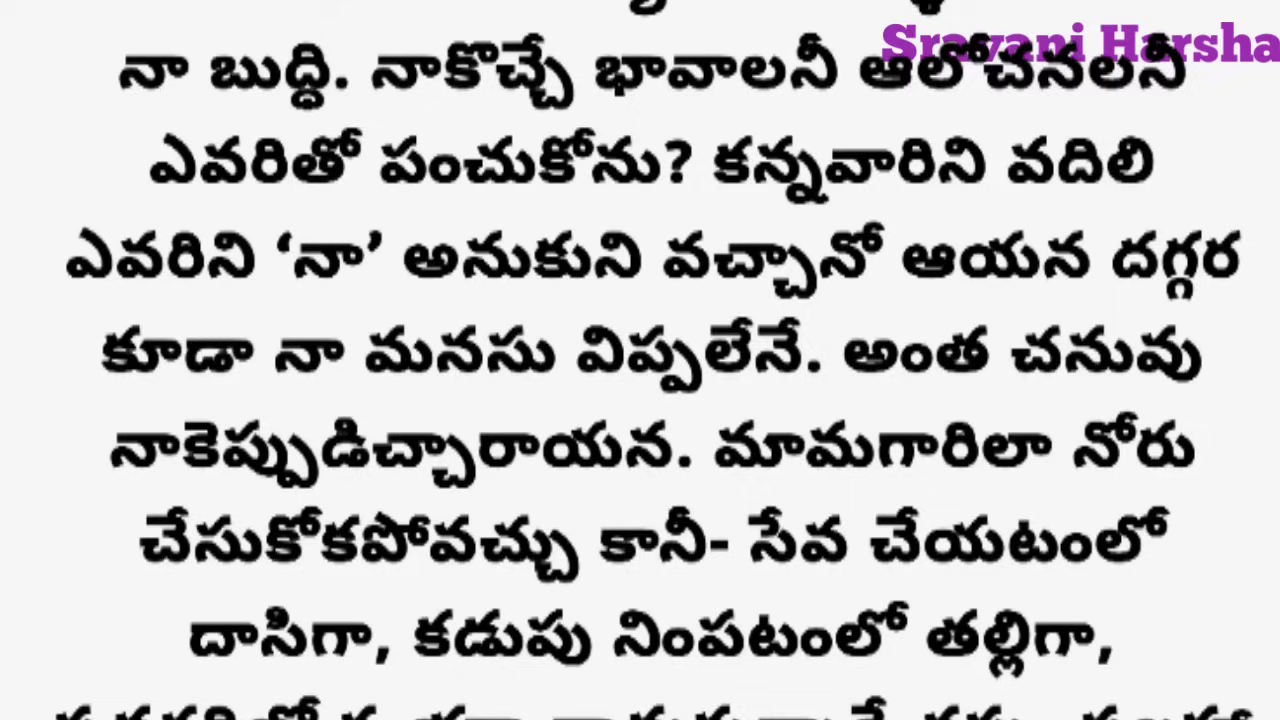 Sravani Harsha
నా బుద్ధి. నాకొచ్చే భావాలనీ ఆలోచనలనీ
ఎవరితో పంచుకోను? కన్నవారిని వదిలి
ఎవరిని ‘నా’ అనుకుని వచ్చానో ఆయన దగ్గర
కూడా నా మనసు విప్పలేనే. అంత చనువు
నాకెప్పుడిచ్చారాయన. మామగారిలా నోరు
చేసుకోకపోవచ్చు కానీ- సేవ చేయటంలో
దాసిగా, కడుపు నింపటంలో తల్లిగా,